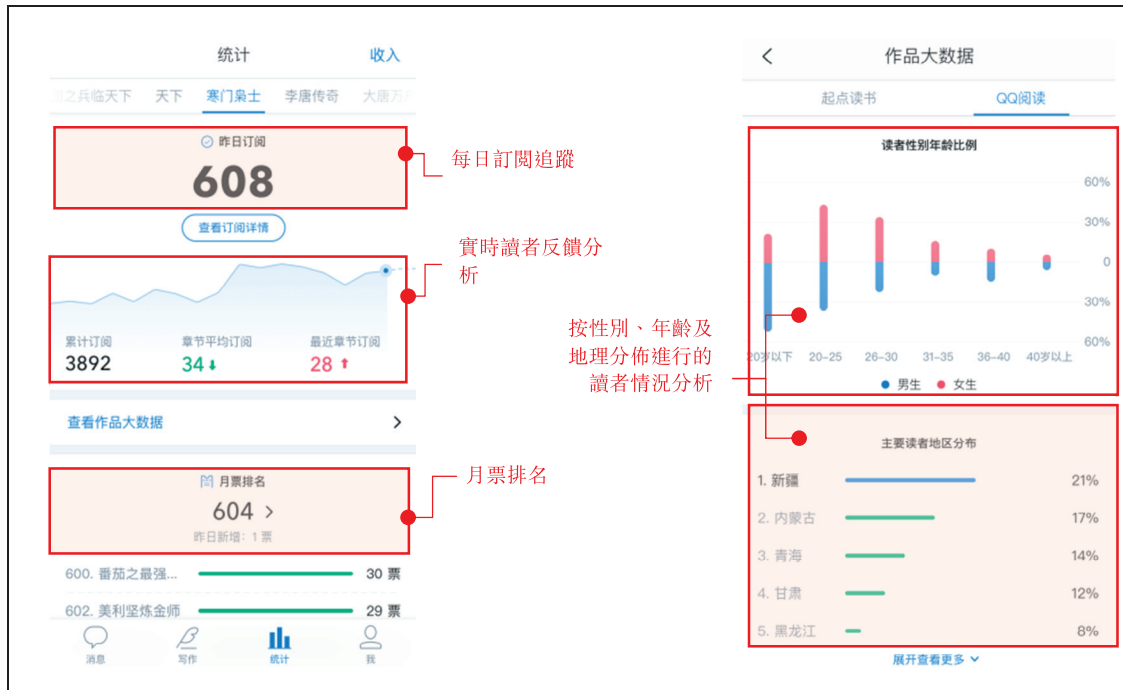 统计
收入
之兵临天下
天下
寒门枭士
李唐传奇
大唐万户
昨日订阅
608
查看订阅详情
累计订阅
章节平均订阅
最近章节订阅
3892
34
28
查看作品大数据
月票排名
604
昨日新增：1 票
600. 番茄之最强...
30 票
602. 美利坚炼金师
29 票
消息
写作
统计
我
每日訂閱追蹤
實時讀者反饋分
析
按性別、年齡及
地理分佈進行的
讀者情況分析
月票排名
作品大数据
起点读书
QQ阅读
读者性别年龄比例
60%
30%
0
30%
60%
20岁以下
20–25
26–30
31–35
36–40
40岁以上
男生
女生
主要读者地区分布
1. 新疆
21%
2. 内蒙古
17%
3. 青海
14%
4. 甘肃
12%
5. 黑龙江
8%
展开查看更多